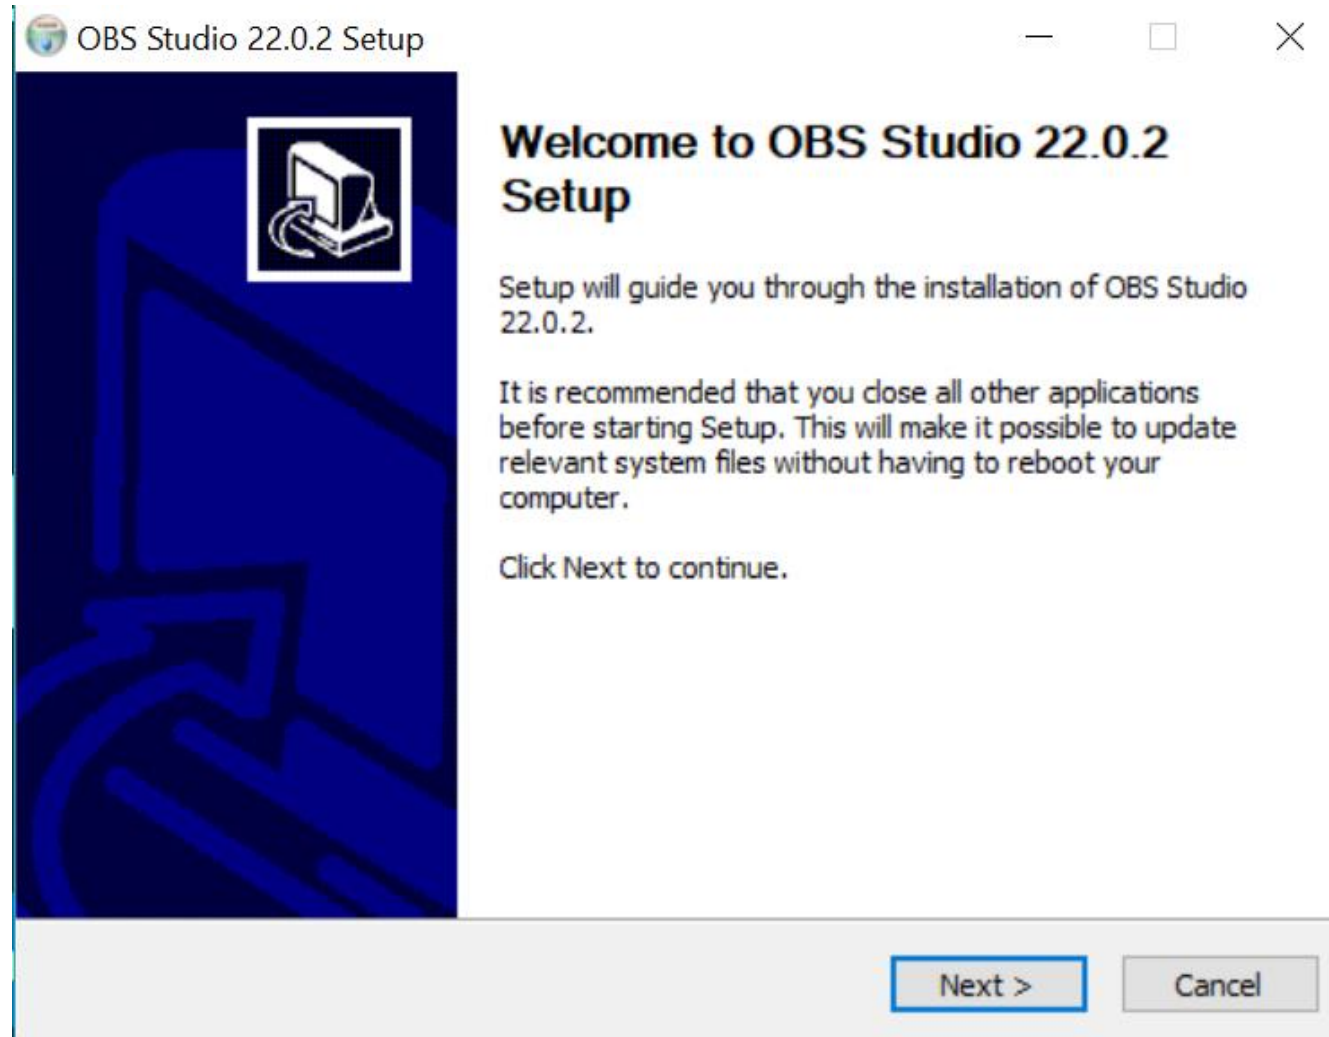 OBS Studio 22.0.2 Setup
Welcome to OBS Studio 22.0.2
Setup
Setup will guide you through the installation of OBS Studio
22.0.2.
It is recommended that you close all other applications
before starting Setup. This will make it possible to update
relevant system files without having to reboot your
computer.
Click Next to continue.
Next >
Cancel